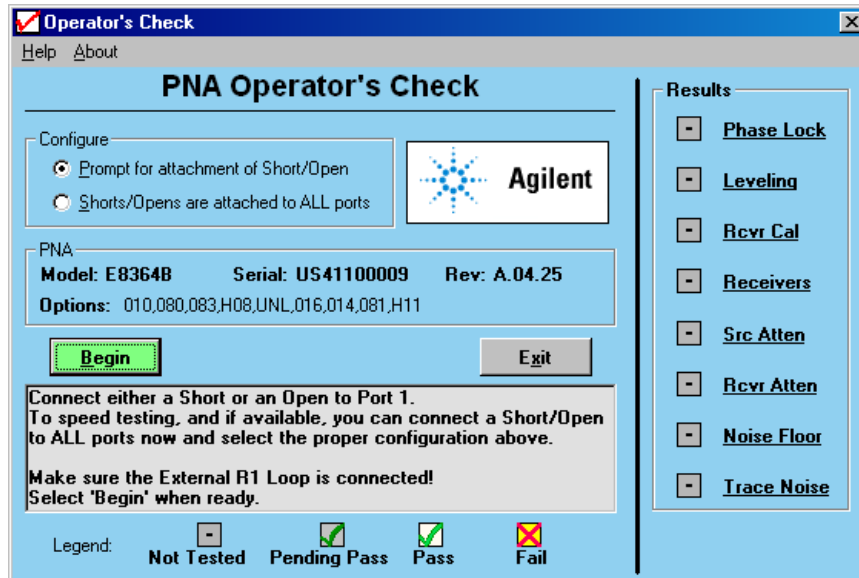 Operator's Check
Help About
PNA Operator's Check
Configure
Prompt for attachment of Short/Open
Shorts/Opens are attached to ALL ports
Agilent
PNA
Model: E8364B Serial: US41100009 Rev: A.04.25
Options: 010,080,083,H08,UNL,016,014,081,H11
Begin
Exit
Connect either a Short or an Open to Port 1.
To speed testing, and if available, you can connect a Short/Open
to ALL ports now and select the proper configuration above.
Make sure the External R1 Loop is connected!
Select 'Begin' when ready.
Legend:
Not Tested
Pending Pass
Pass
Fail
Results
Phase Lock
Leveling
Rcvr Cal
Receivers
Src Atten
Rcvr Atten
Noise Floor
Trace Noise